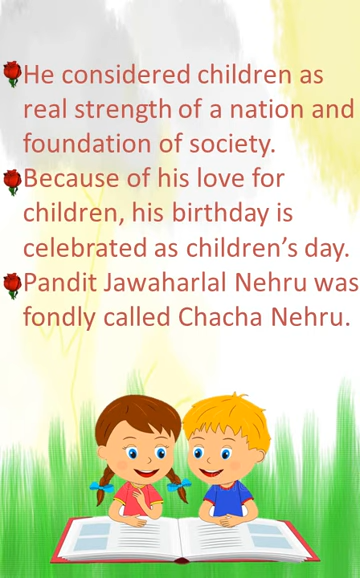 He considered children as
real strength of a nation and
foundation of society.
Because of his love for
children, his birthday is
celebrated as children’s day.
Pandit Jawaharlal Nehru was
fondly called Chacha Nehru.